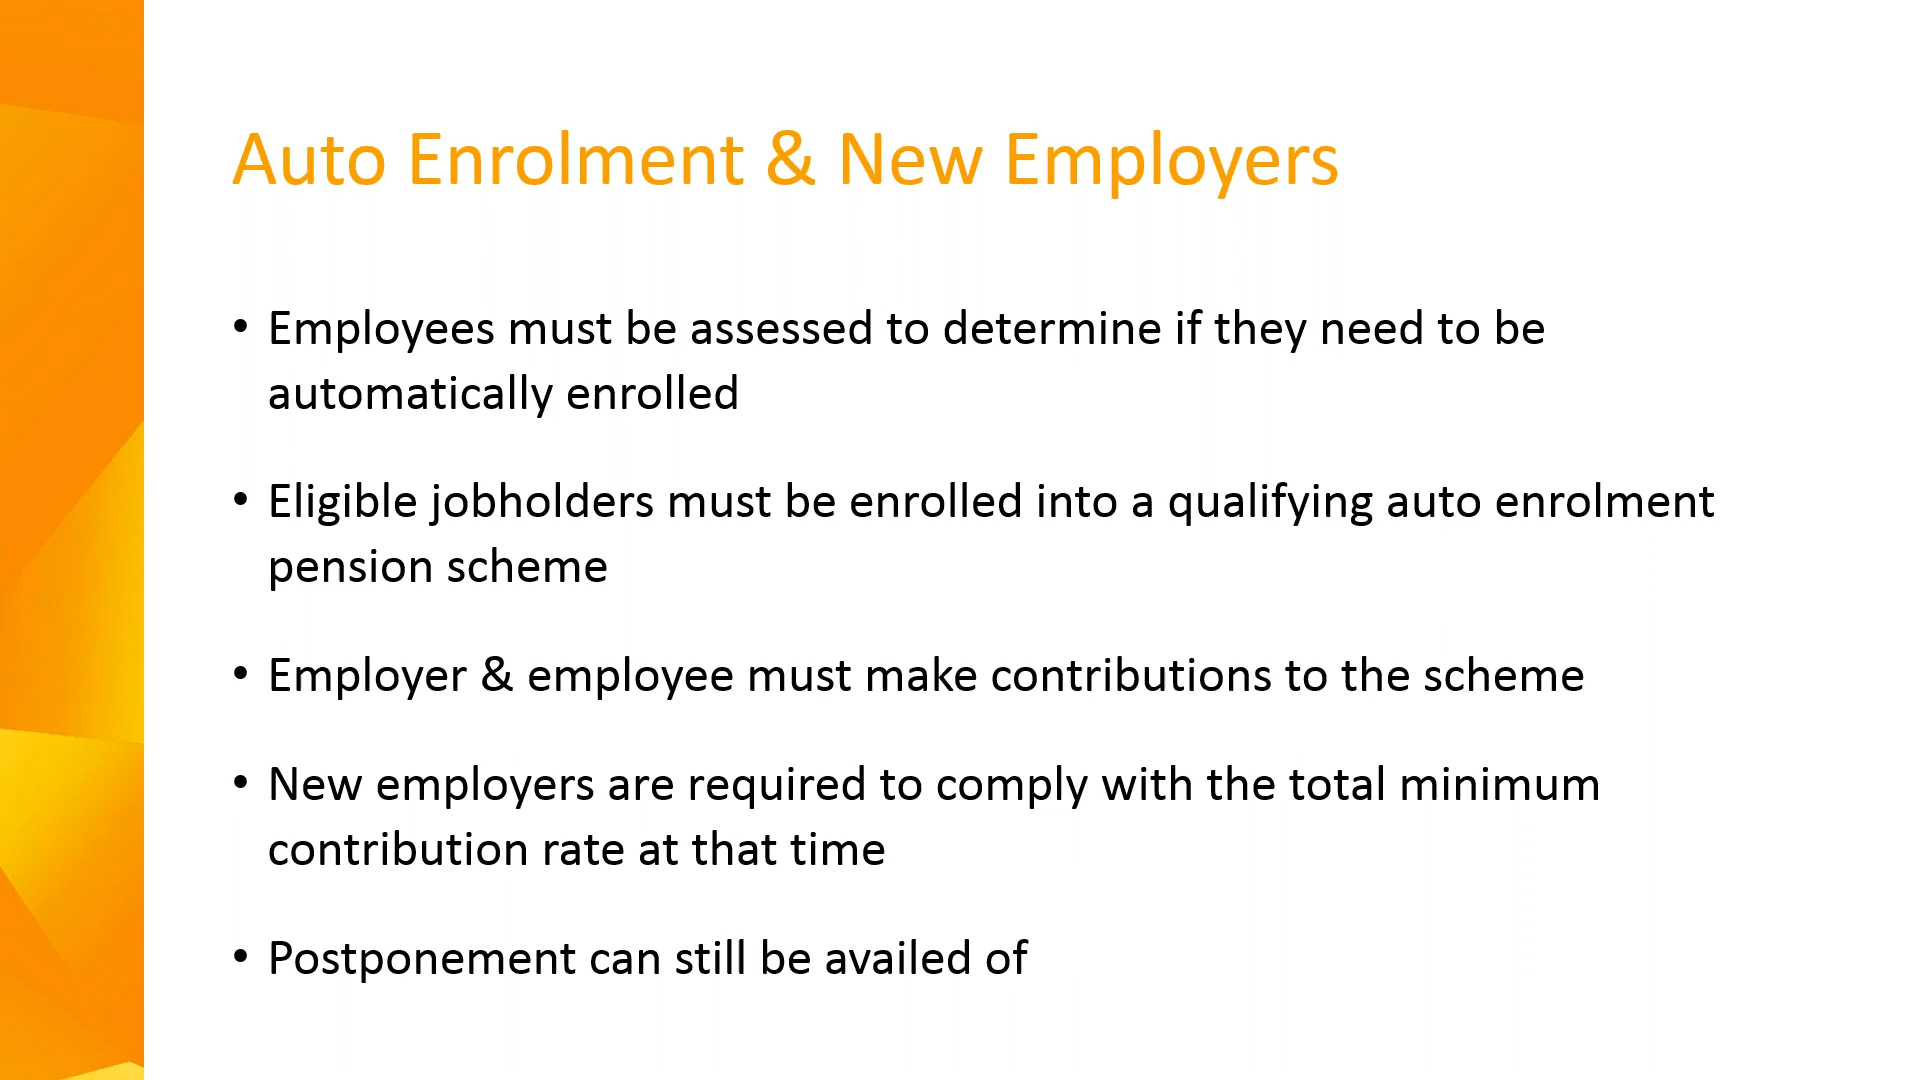 Auto Enrolment & New Employers
• Employees must be assessed to determine if they need to be
automatically enrolled
• Eligible jobholders must be enrolled into a qualifying auto enrolment
pension scheme
• Employer & employee must make contributions to the scheme
• New employers are required to comply with the total minimum
contribution rate at that time
• Postponement can still be availed of